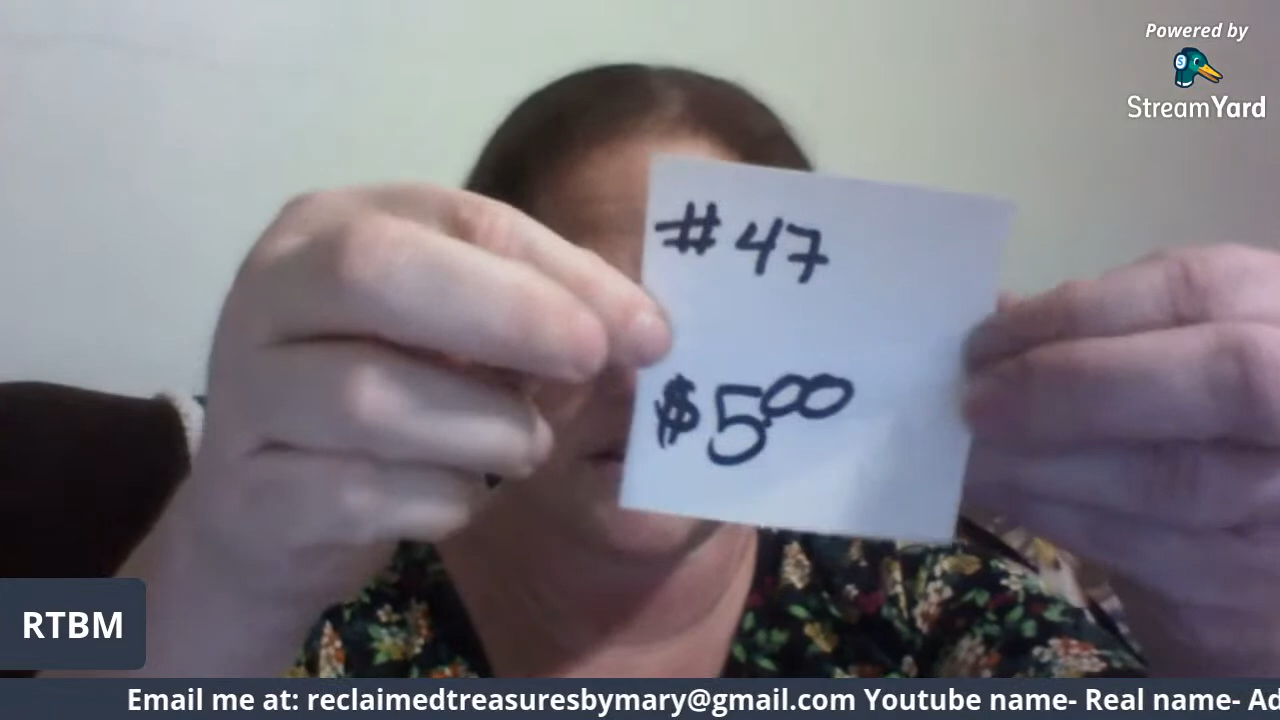 Powered by
StreamYard
#47
$500
RTBM
Email me at: reclaimedtreasuresbymary@gmail.com Youtube name- Real name- Ad